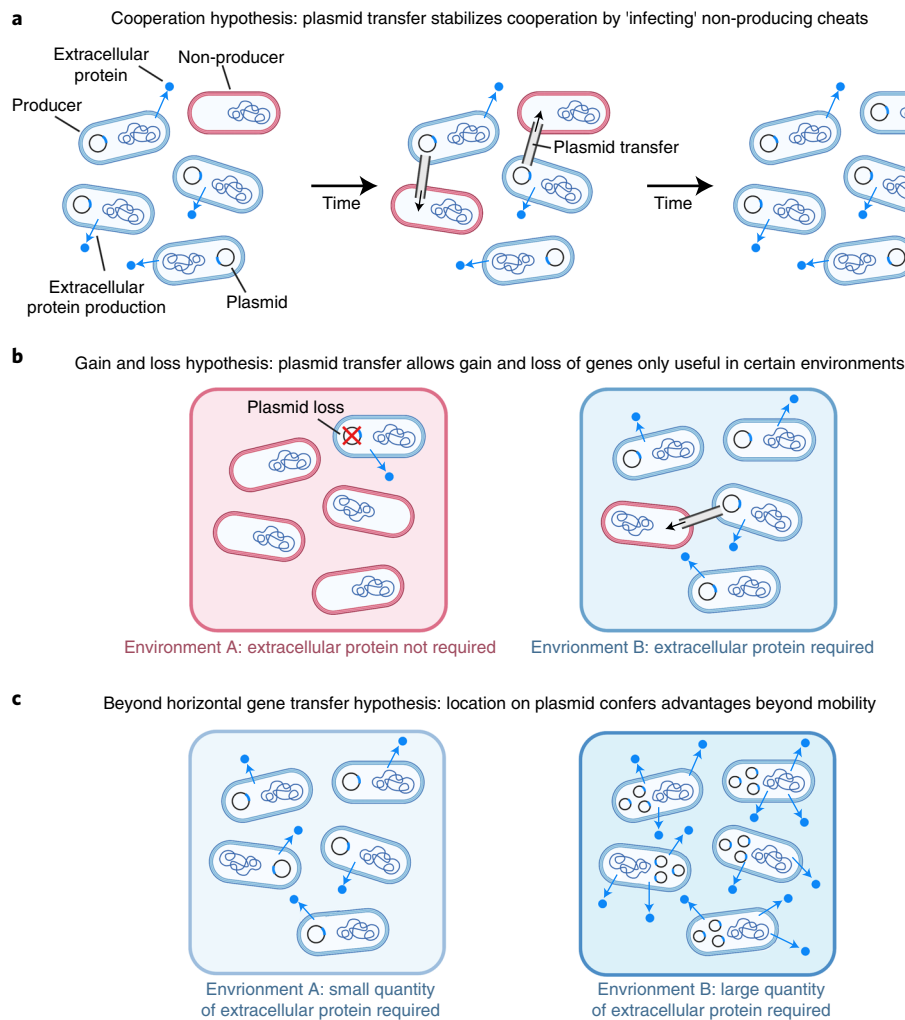 a
Cooperation hypothesis: plasmid transfer stabilizes cooperation by 'infecting' non-producing cheats
Extracellular
protein
Non-producer
Producer
Plasmid transfer
Time
Time
Extracellular
protein production
Plasmid
b
Gain and loss hypothesis: plasmid transfer allows gain and loss of genes only useful in certain environments
Plasmid loss
Environment A: extracellular protein not required
Envrionment B: extracellular protein required
c
Beyond horizontal gene transfer hypothesis: location on plasmid confers advantages beyond mobility
Envrionment A: small quantity
of extracellular protein required
Envrionment B: large quantity
of extracellular protein required